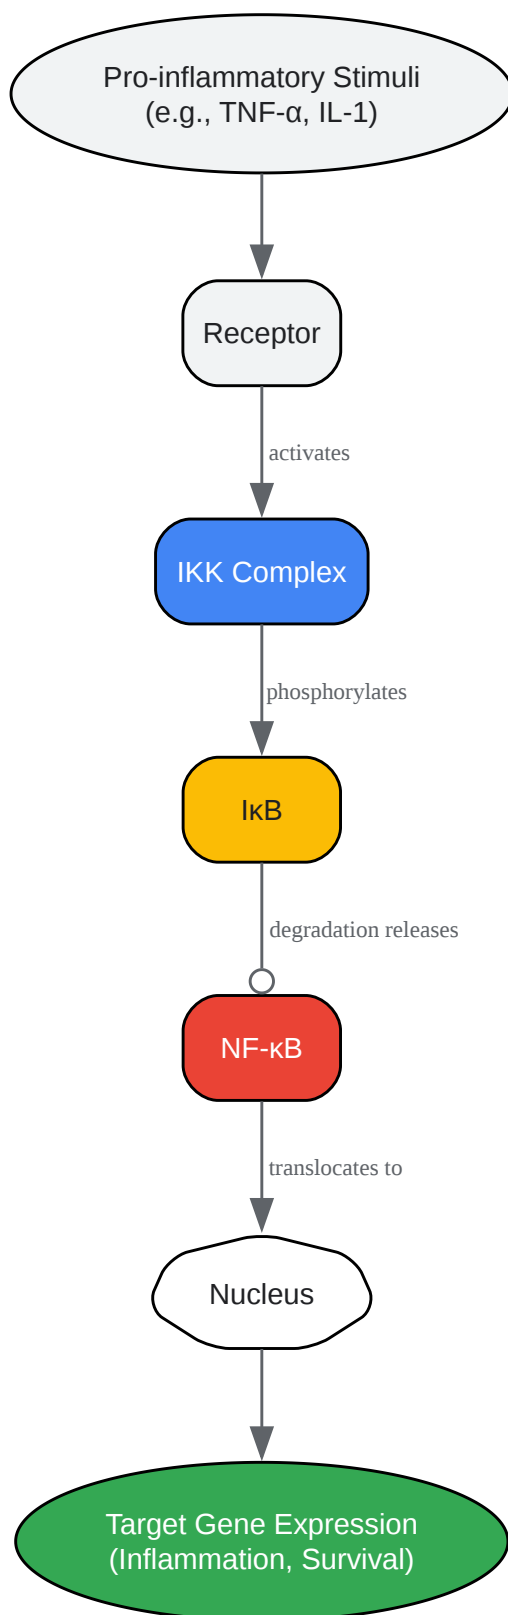 Pro-inflammatory Stimuli
(e.g., TNF-α, IL-1)
Receptor
activates
IKK Complex
phosphorylates
IκB
degradation releases
NF-κB
translocates to
Nucleus
Target Gene Expression
(Inflammation, Survival)